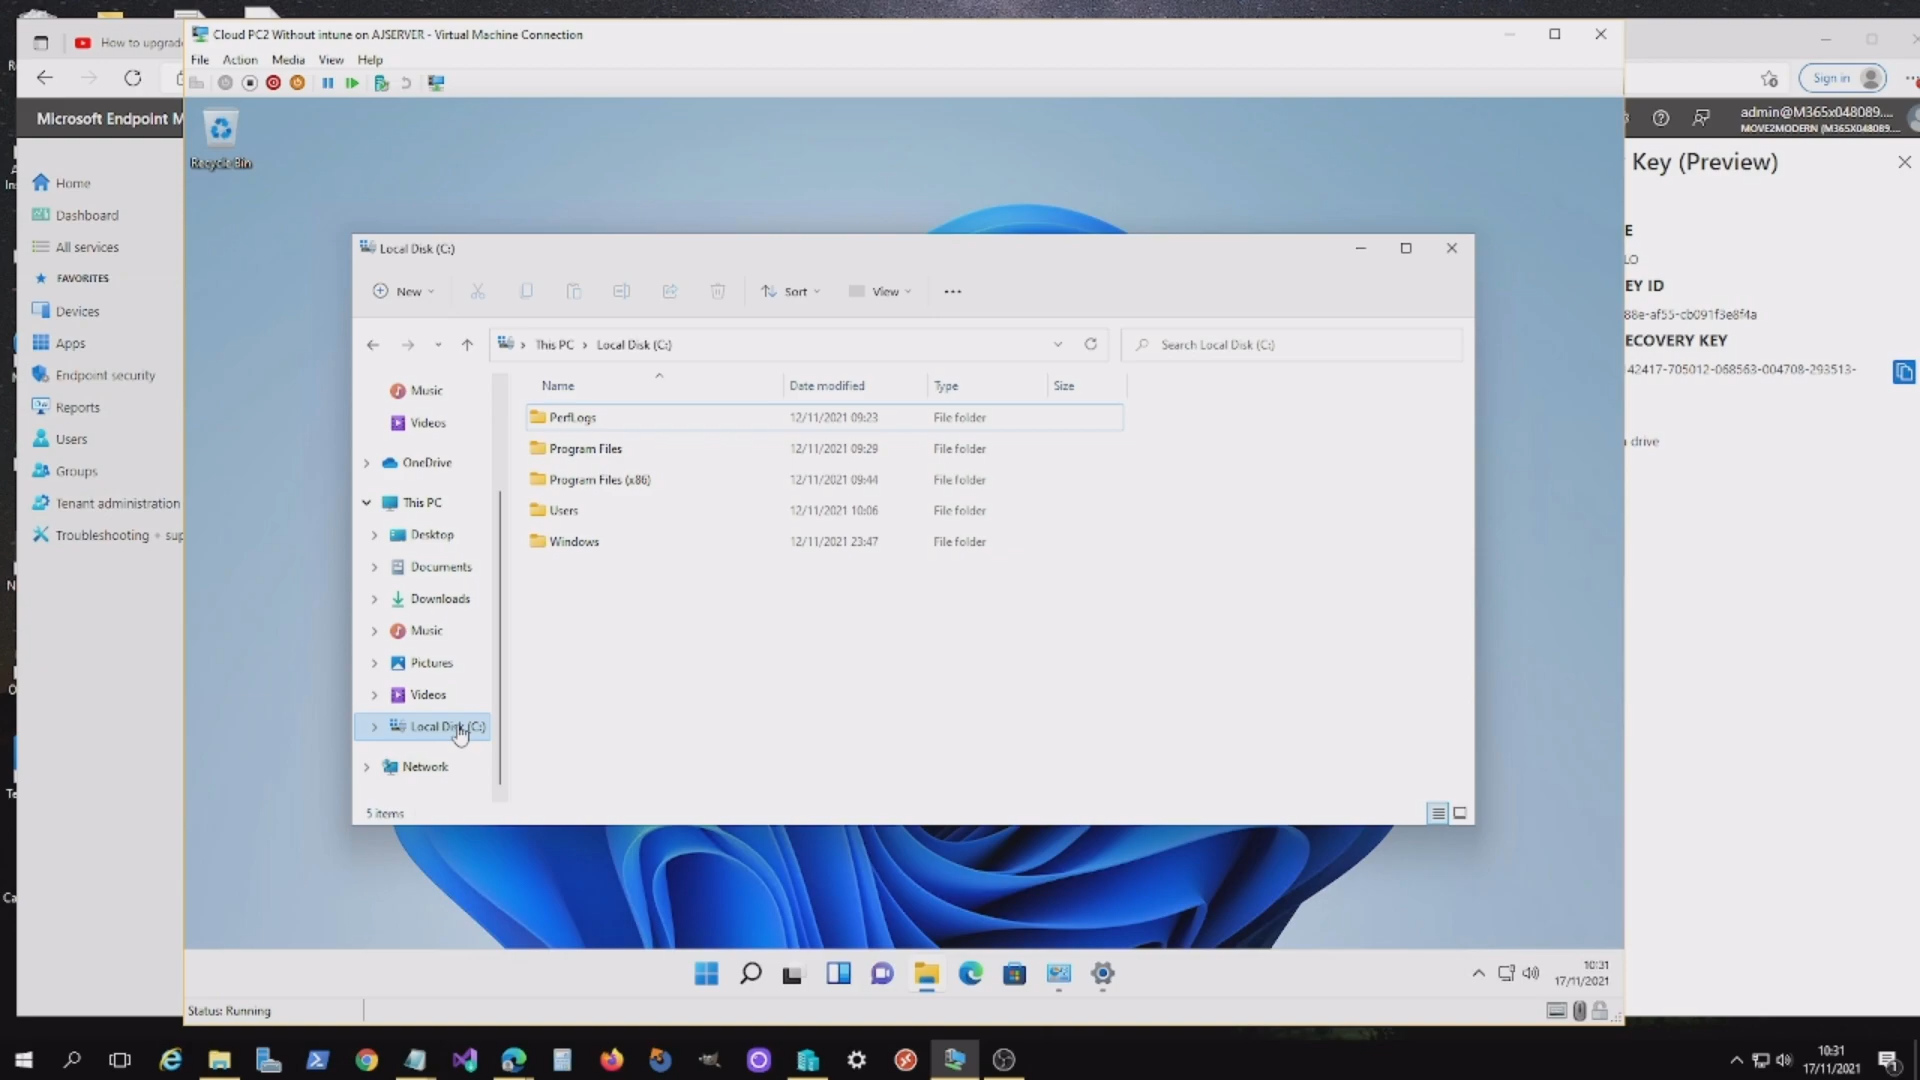 How to upgrad
Cloud PC2 Without intune on AJSERVER - Virtual Machine Connection
File Action Media View Help
Sign in
Microsoft Endpoint M
admin@M365x048089....
MOVE2MODERN (M365X048089....
Recycle Bin
Key (Preview)
Home
Dashboard
All services
FAVORITES
Devices
Apps
Endpoint security
Reports
Users
Groups
Tenant administration
Troubleshooting + sup
Local Disk (C:)
New
Sort
View
This PC > Local Disk (C:)
Search Local Disk (C:)
Name Date modified Type Size
PerfLogs 12/11/2021 09:23 File folder
Program Files 12/11/2021 09:29 File folder
Program Files (x86) 12/11/2021 09:44 File folder
Users 12/11/2021 10:06 File folder
Windows 12/11/2021 23:47 File folder
Music
Videos
OneDrive
This PC
Desktop
Documents
Downloads
Music
Pictures
Videos
Local Disk (C:)
Network
5 items
E
LO
EY ID
88e-af55-cb091f3e8f4a
ECOVERY KEY
42417-705012-068563-004708-293513-
drive
10:31
17/11/2021
Status: Running
10:31
17/11/2021
1